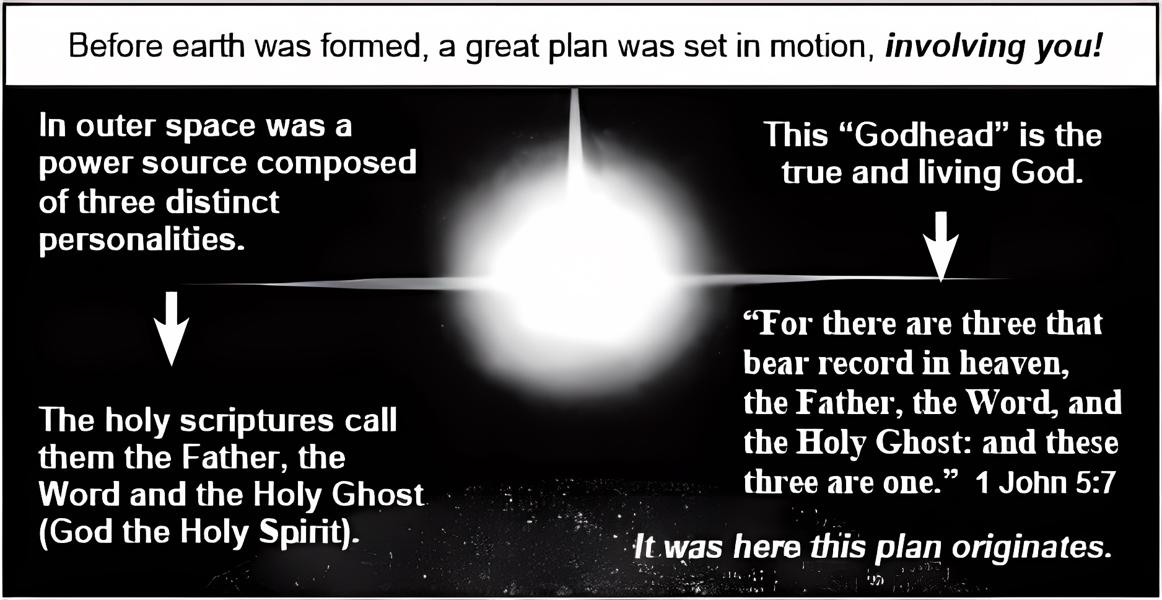 Before earth was formed, a great plan was set in motion, involving you!
In outer space was a
power source composed
of three distinct
personalities.
The holy scriptures call
them the Father, the
Word and the Holy Ghost
(God the Holy Spirit).
This “Godhead” is the
true and living God.
“For there are three that
bear record in heaven,
the Father, the Word, and
the Holy Ghost: and these
three are one.” 1 John 5:7
It was here this plan originates.